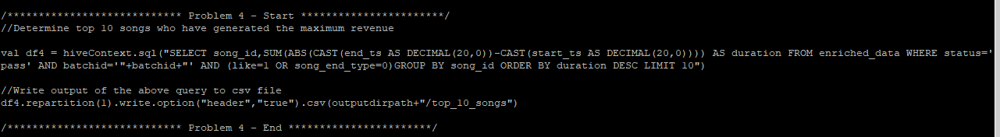 /**************************** Problem 4 - Start ***********************/
//Determine top 10 songs who have generated the maximum revenue
val df4 = hiveContext.sql("SELECT song_id,SUM(ABS(CAST(end_ts AS DECIMAL(20,0))-CAST(start_ts AS DECIMAL(20,0)))) AS duration FROM enriched_data WHERE status='
pass' AND batchid='"+batchid+"' AND (like=1 OR song_end_type=0)GROUP BY song_id ORDER BY duration DESC LIMIT 10")
//Write output of the above query to csv file
df4.repartition(1).write.option("header","true").csv(outputdirpath+"/top_10_songs")
/**************************** Problem 4 - End ***********************/